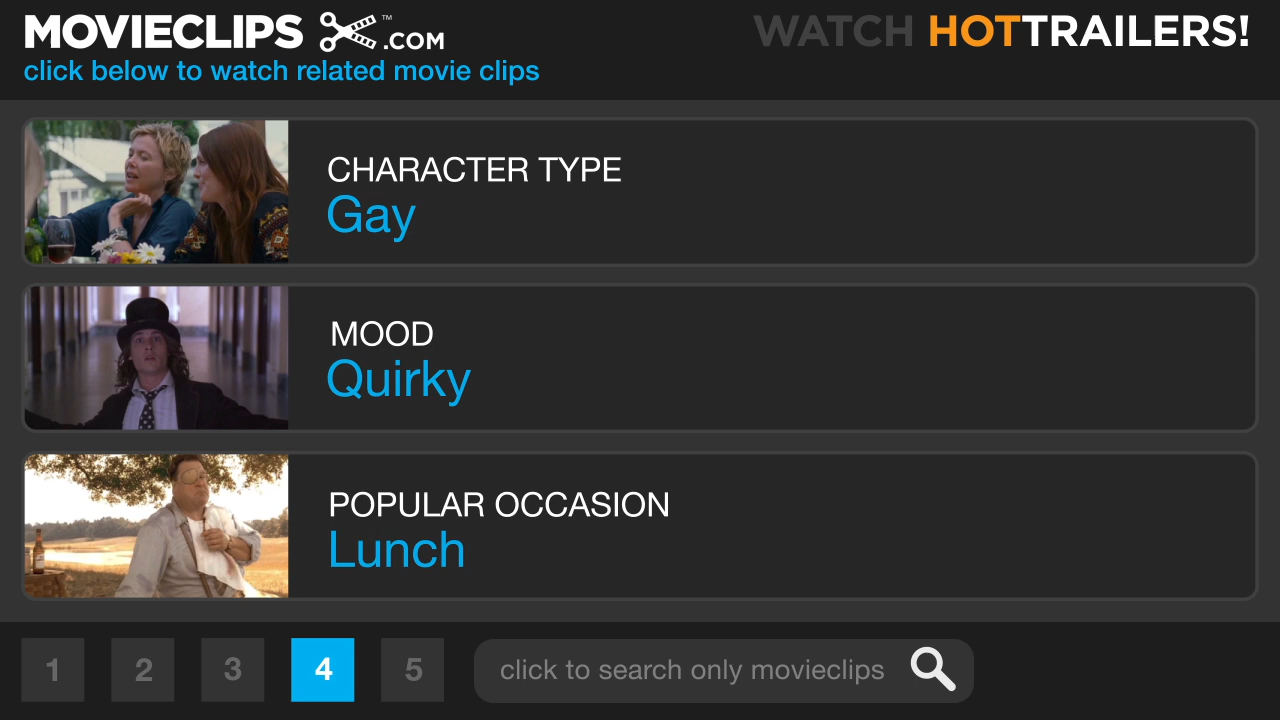 MOVIECLIPS ™ .COM
WATCH HOTTRAILERS!
click below to watch related movie clips
CHARACTER TYPE
Gay
MOOD
Quirky
POPULAR OCCASION
Lunch
1 2 3 4 5 click to search only movieclips